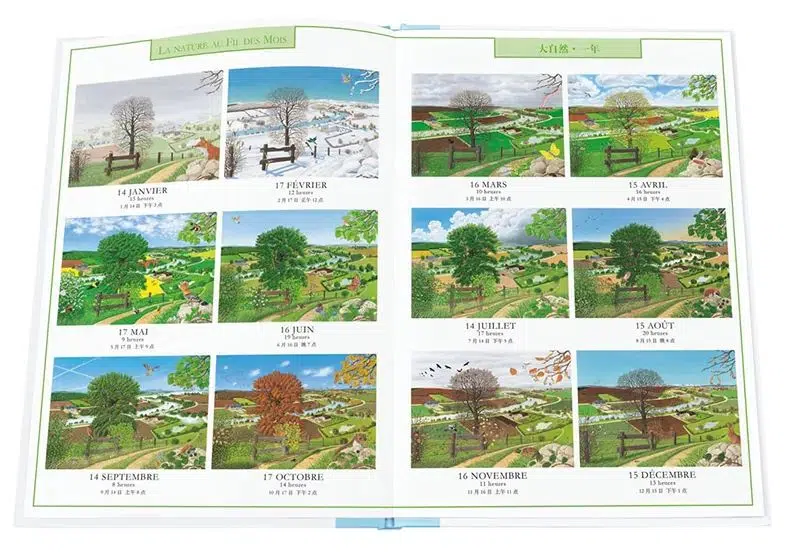 LA NATURE AU FIL DES MOIS
14 JANVIER
15 heures
1月14日 下午3点
17 FÉVRIER
12 heures
2月17日 正午12点
17 MAI
9 heures
5月17日 上午9点
16 JUIN
19 heures
6月16日 晚7点
14 SEPTEMBRE
8 heures
9月14日 上午8点
17 OCTOBRE
14 heures
10月17日 下午2点
大自然·一年
16 MARS
10 heures
3月16日 上午10点
15 AVRIL
16 heures
4月15日 下午4点
14 JUILLET
17 heures
7月14日 下午5点
15 AOÛT
20 heures
8月15日 晚8点
16 NOVEMBRE
11 heures
11月16日 上午11点
15 DÉCEMBRE
13 heures
12月15日 下午1点